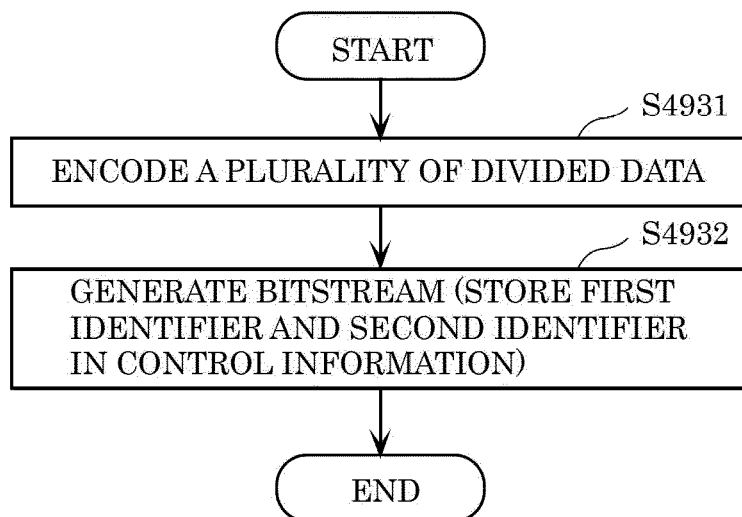 START
S4931
ENCODE A PLURALITY OF DIVIDED DATA
S4932
GENERATE BITSTREAM (STORE FIRST
IDENTIFIER AND SECOND IDENTIFIER
IN CONTROL INFORMATION)
END